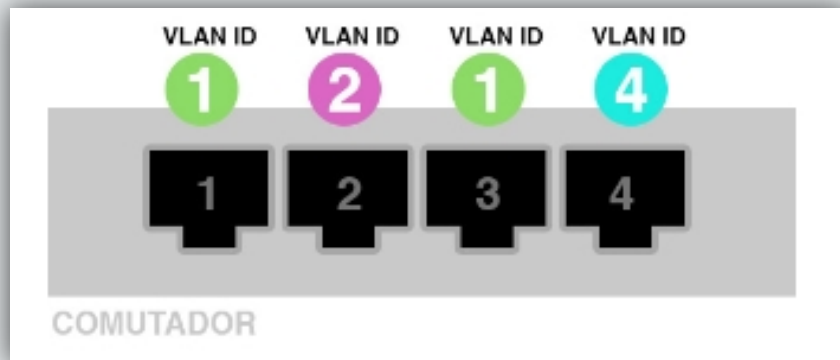 VLAN ID VLAN ID VLAN ID VLAN ID
1 2 1 4
1 2 3 4
COMUTADOR